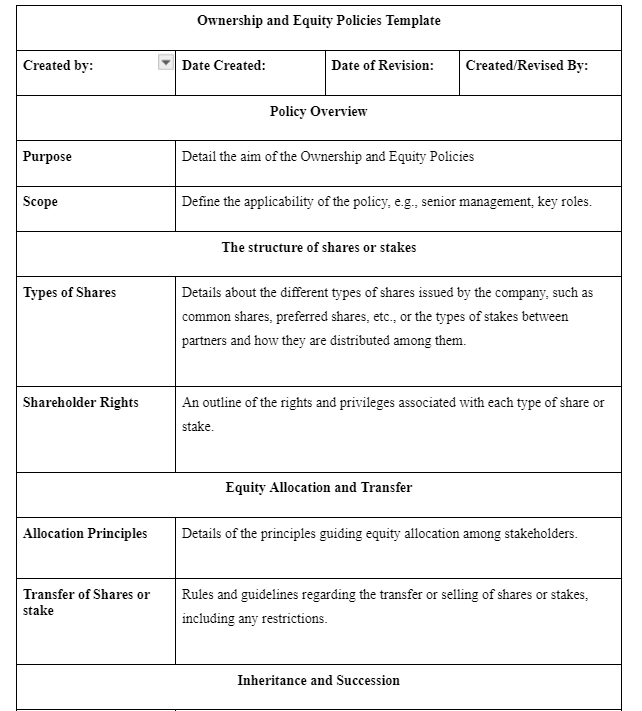 Ownership and Equity Policies Template
Created by: Date Created: Date of Revision: Created/Revised By:
Policy Overview
Purpose Detail the aim of the Ownership and Equity Policies
Scope Define the applicability of the policy, e.g., senior management, key roles.
The structure of shares or stakes
Types of Shares Details about the different types of shares issued by the company, such as
common shares, preferred shares, etc., or the types of stakes between
partners and how they are distributed among them.
Shareholder Rights An outline of the rights and privileges associated with each type of share or
stake.
Equity Allocation and Transfer
Allocation Principles Details of the principles guiding equity allocation among stakeholders.
Transfer of Shares or
stake
Rules and guidelines regarding the transfer or selling of shares or stakes,
including any restrictions.
Inheritance and Succession